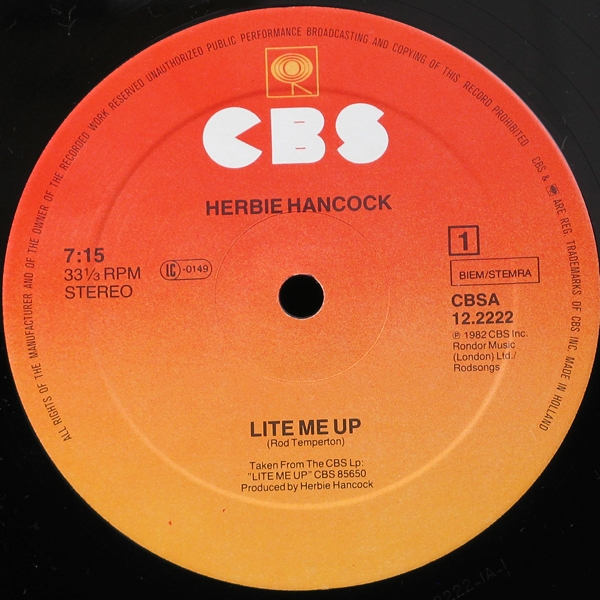 ALL RIGHTS OF THE MANUFACTURER AND OF THE OWNER OF THE RECORDED WORK RESERVED UNAUTHORIZED PUBLIC PERFORMANCE BROADCASTING AND COPYING OF THIS RECORD PROHIBITED
CBS & ARE REG. TRADEMARKS OF CBS INC. MADE IN HOLLAND
CBS
HERBIE HANCOCK
7:15
33⅓ RPM
STEREO
LC-0149
1
BIEM/STEMRA
CBSA
12.2222
℗ 1982 CBS Inc.
Rondor Music
(London) Ltd./
Rodsongs
LITE ME UP
(Rod Temperton)
Taken From The CBS Lp:
"LITE ME UP" CBS 85650
Produced by Herbie Hancock